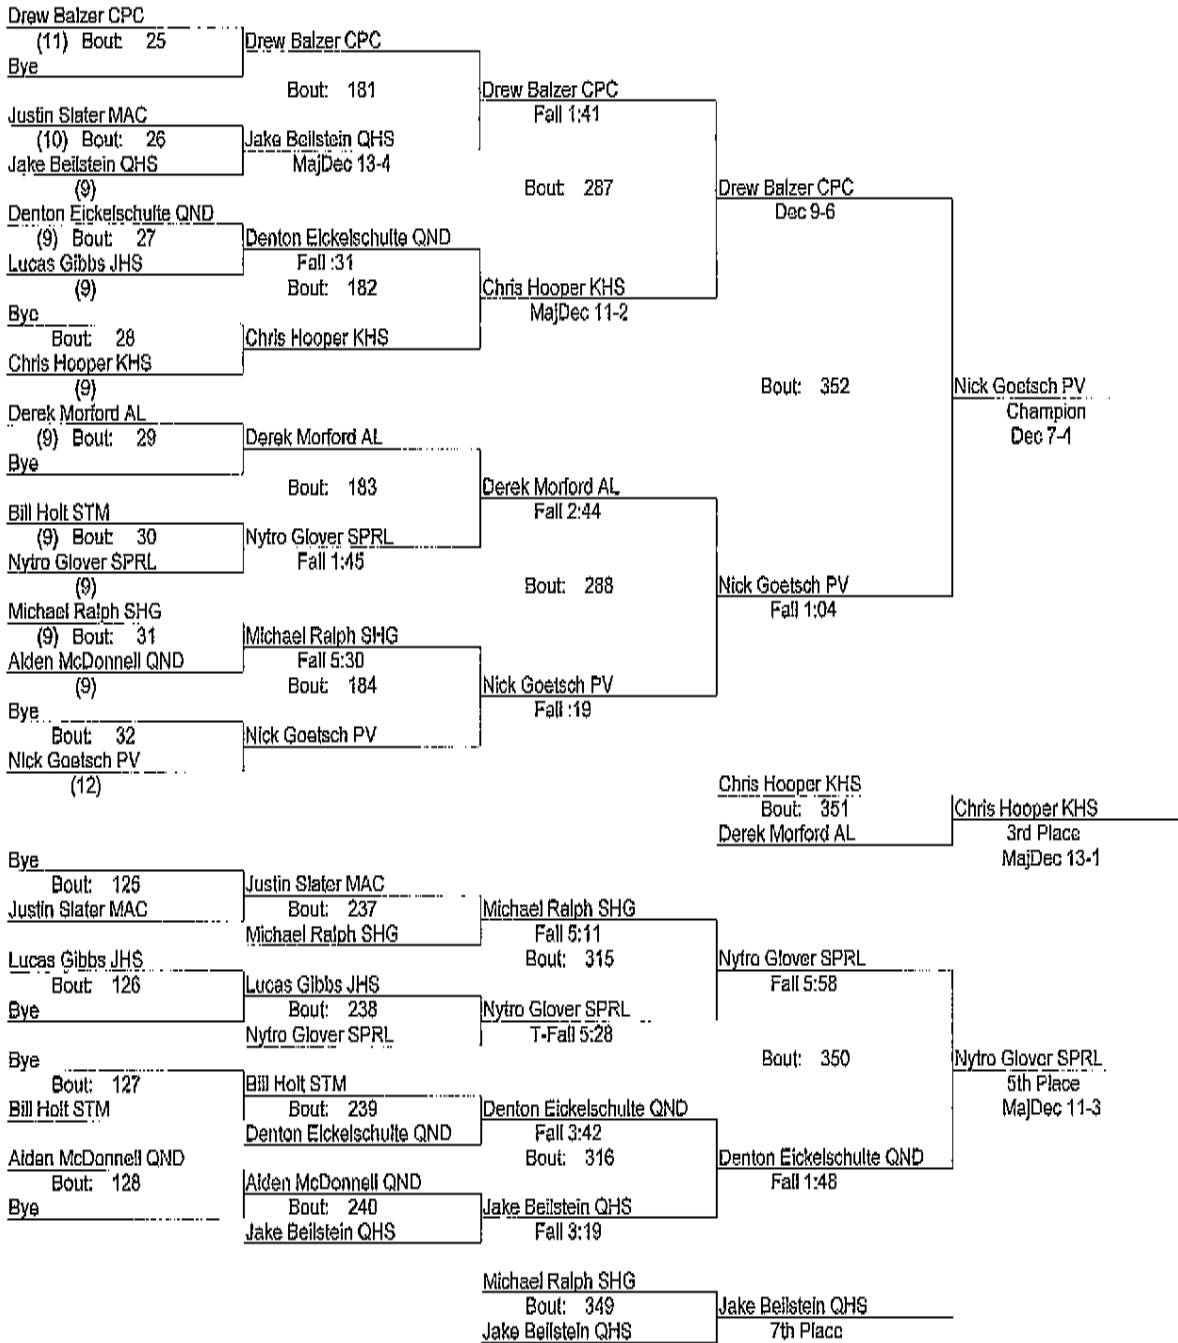 Drew Balzer CPC
(11) Bout: 25
Drew Balzer CPC
Bye
Bout: 181
Drew Balzer CPC
Fall 1:41
Justin Slater MAC
(10) Bout: 26
Jake Beilstein QHS
Jake Beilstein QHS
MajDec 13-4
(9)
Bout: 287
Drew Balzer CPC
Dec 9-6
Denton Eickelschulte QND
(9) Bout: 27
Denton Eickelschulte QND
Lucas Gibbs JHS
Fall :31
(9)
Bout: 182
Chris Hooper KHS
MajDec 11-2
Bye
Bout: 28
Chris Hooper KHS
Chris Hooper KHS
(9)
Bout: 352
Nick Goetsch PV
Champion
Dec 7-4
Derek Morford AL
(9) Bout: 29
Derek Morford AL
Bye
Bout: 183
Derek Morford AL
Fall 2:44
Bill Holt STM
(9) Bout: 30
Nytro Glover SPRL
Nytro Glover SPRL
Fall 1:45
(9)
Bout: 288
Nick Goetsch PV
Fall 1:04
Michael Ralph SHG
(9) Bout: 31
Michael Ralph SHG
Aiden McDonnell QND
Fall 5:30
(9)
Bout: 184
Nick Goetsch PV
Fall :19
Bye
Bout: 32
Nick Goetsch PV
Nick Goetsch PV
(12)
Chris Hooper KHS
Bout: 351
Chris Hooper KHS
Derek Morford AL
3rd Place
MajDec 13-1
Bye
Bout: 125
Justin Slater MAC
Justin Slater MAC
Bout: 237
Michael Ralph SHG
Michael Ralph SHG
Fall 5:11
Lucas Gibbs JHS
Bout: 126
Lucas Gibbs JHS
Bye
Bout: 238
Nytro Glover SPRL
Bout: 315
Nytro Glover SPRL
T-Fall 5:28
Nytro Glover SPRL
Fall 5:58
Bye
Bout: 127
Bill Holt STM
Bill Holt STM
Bout: 239
Denton Eickelschulte QND
Denton Eickelschulte QND
Fall 3:42
Bout: 350
Nytro Glover SPRL
5th Place
MajDec 11-3
Aidan McDonnell QND
Bout: 128
Aiden McDonnell QND
Bye
Bout: 240
Jake Beilstein QHS
Bout: 316
Jake Beilstein QHS
Fall 3:19
Denton Eickelschulte QND
Fall 1:48
Michael Ralph SHG
Bout: 349
Jake Beilstein QHS
Jake Beilstein QHS
7th Place